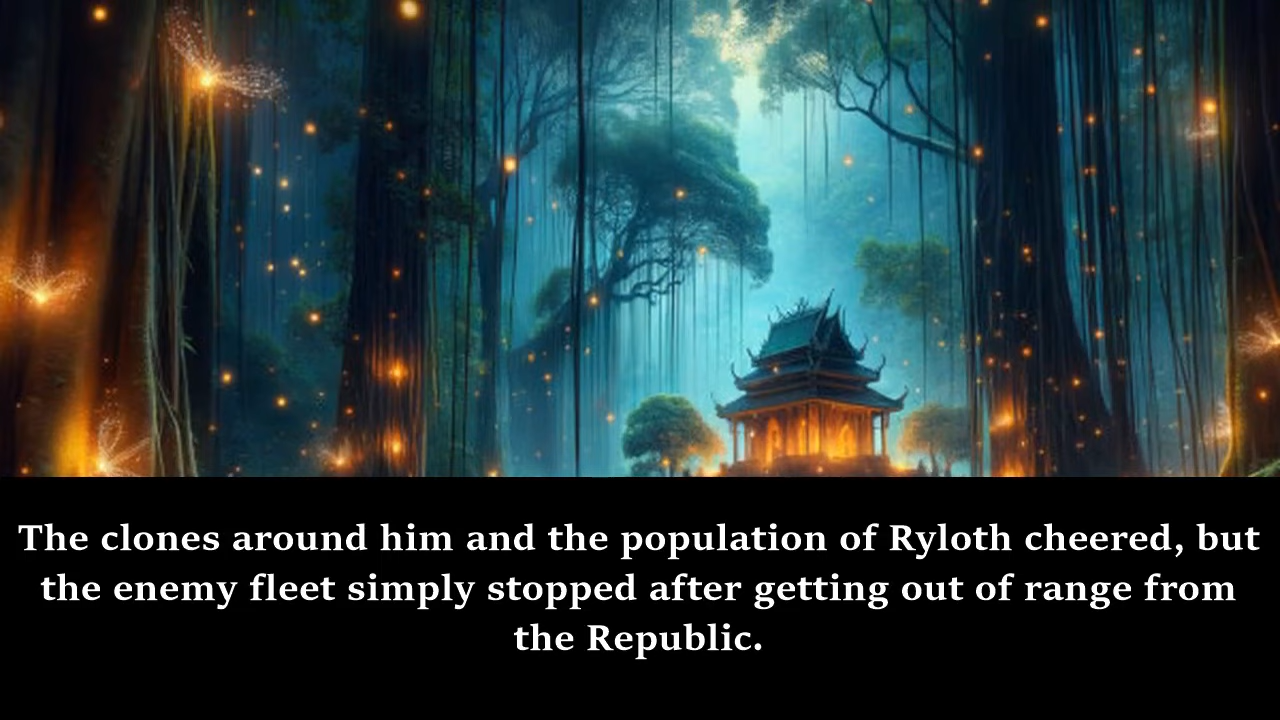 The clones around him and the population of Ryloth cheered, but
the enemy fleet simply stopped after getting out of range from
the Republic.